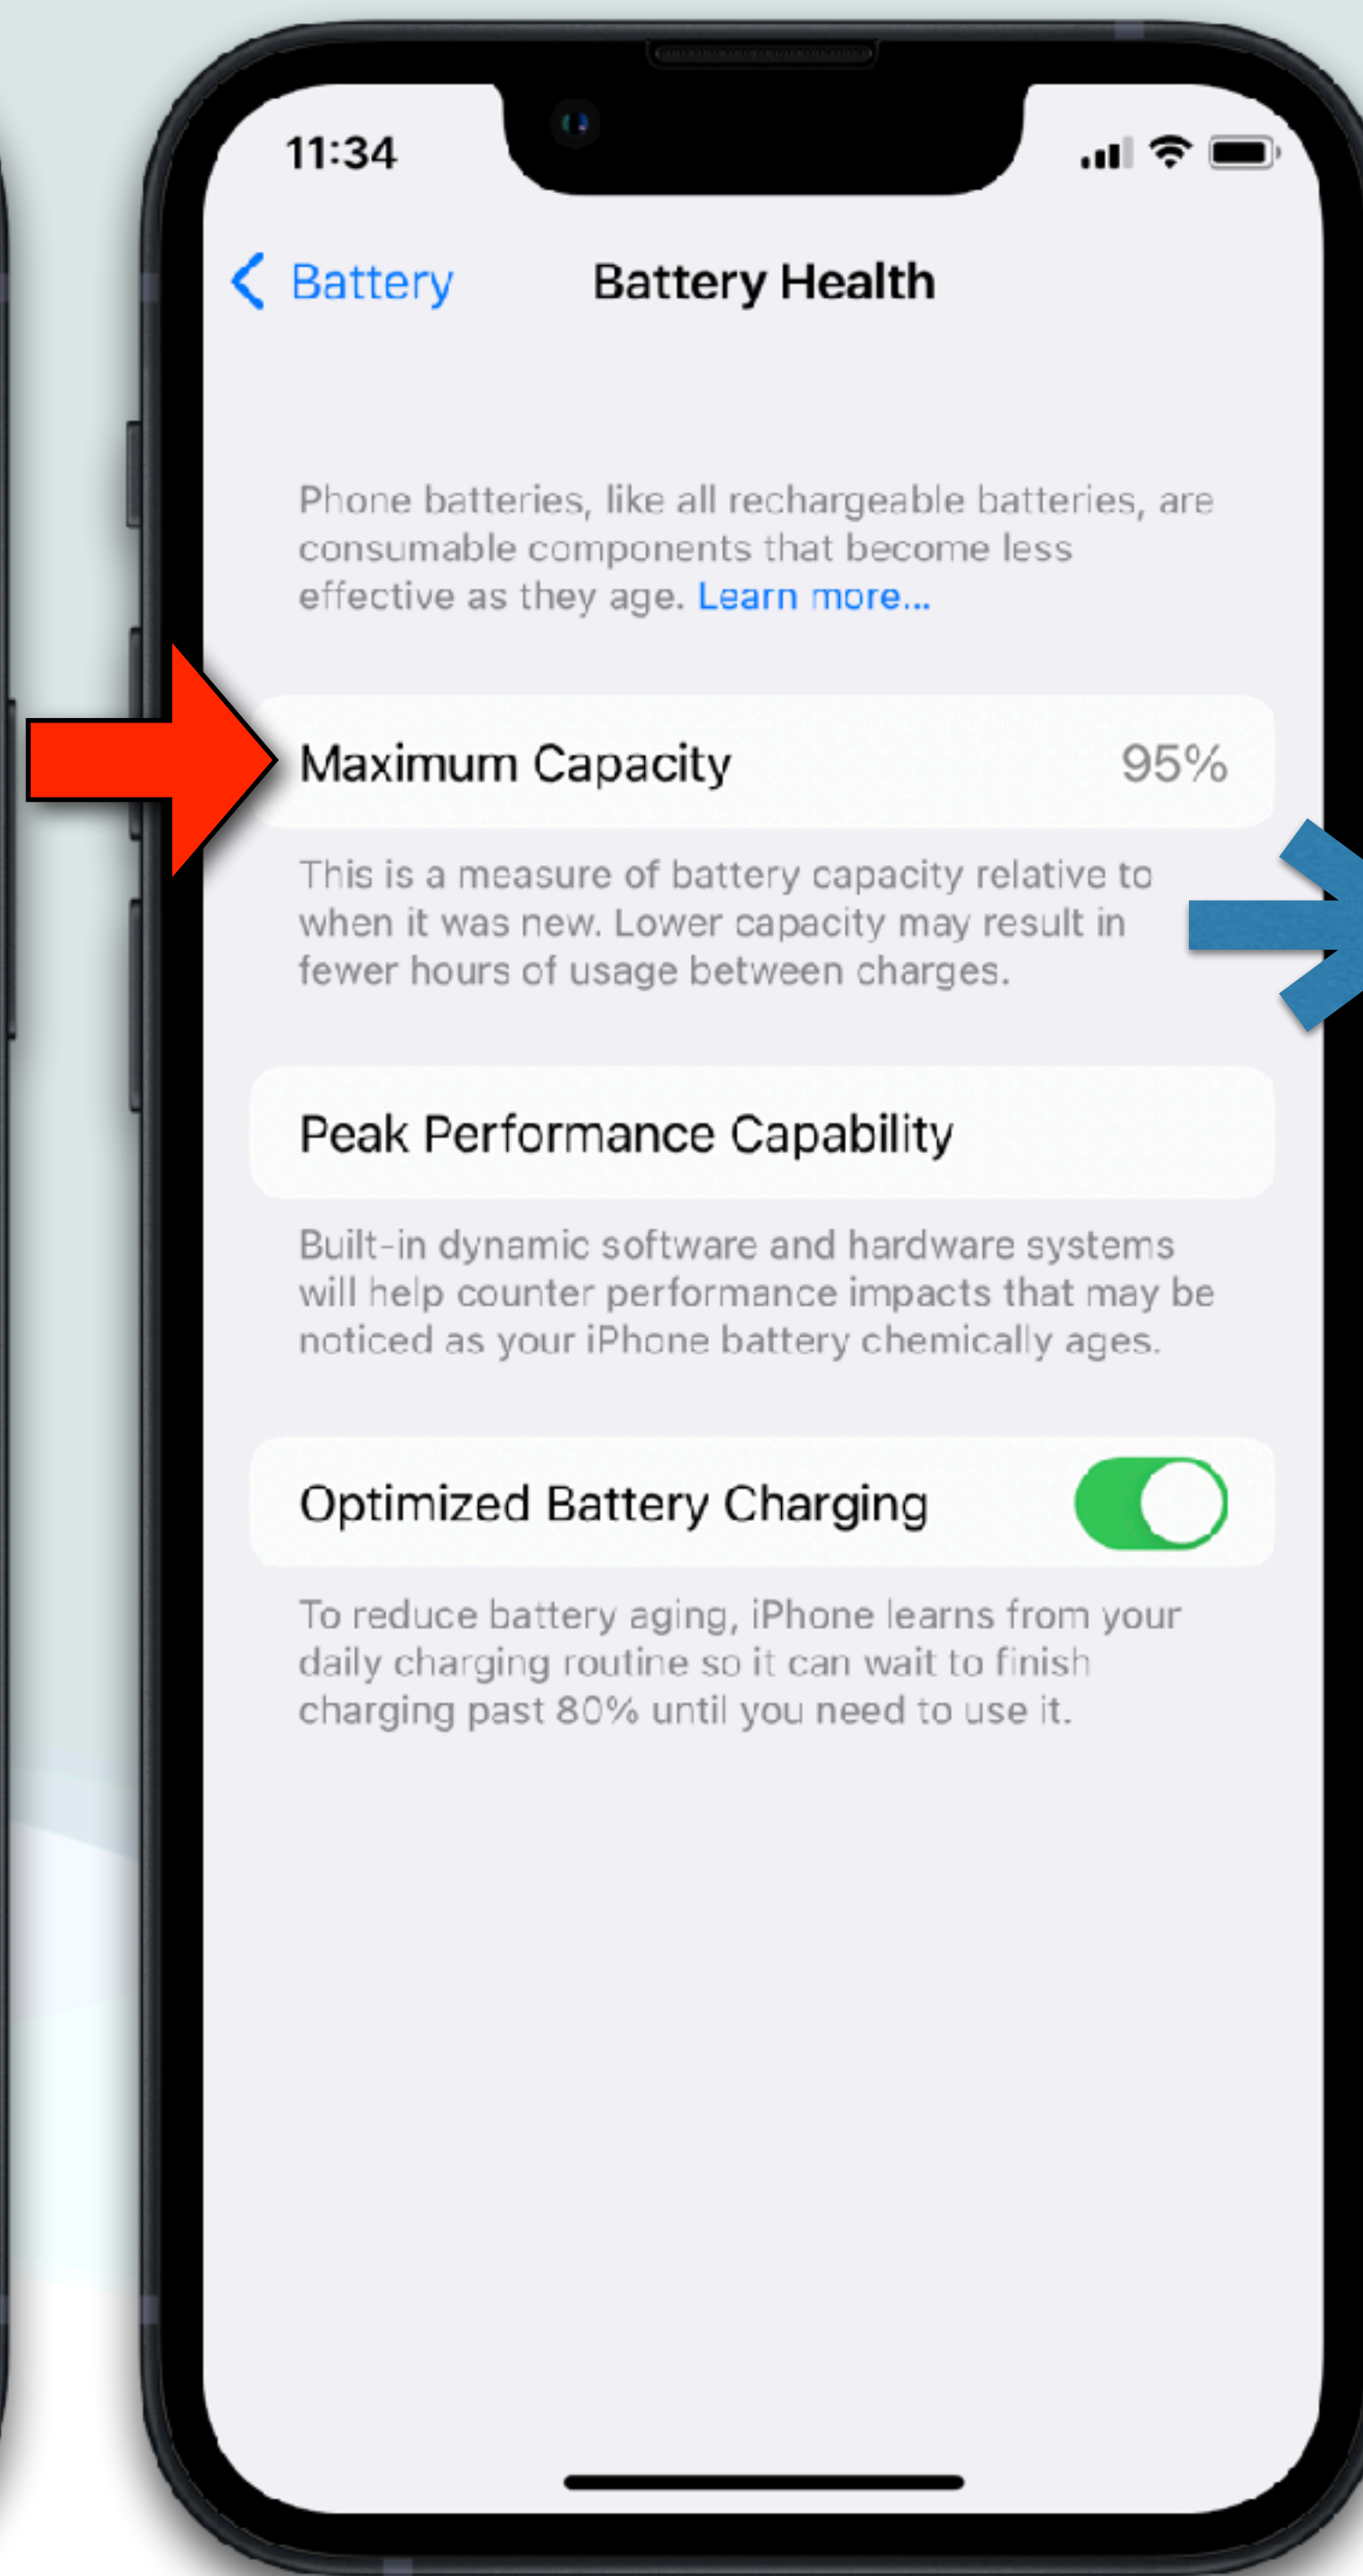 11:34
Battery
Battery Health
Phone batteries, like all rechargeable batteries, are
consumable components that become less
effective as they age. Learn more...
Maximum Capacity 95%
This is a measure of battery capacity relative to
when it was new. Lower capacity may result in
fewer hours of usage between charges.
Peak Performance Capability
Built-in dynamic software and hardware systems
will help counter performance impacts that may be
noticed as your iPhone battery chemically ages.
Optimized Battery Charging
To reduce battery aging, iPhone learns from your
daily charging routine so it can wait to finish
charging past 80% until you need to use it.